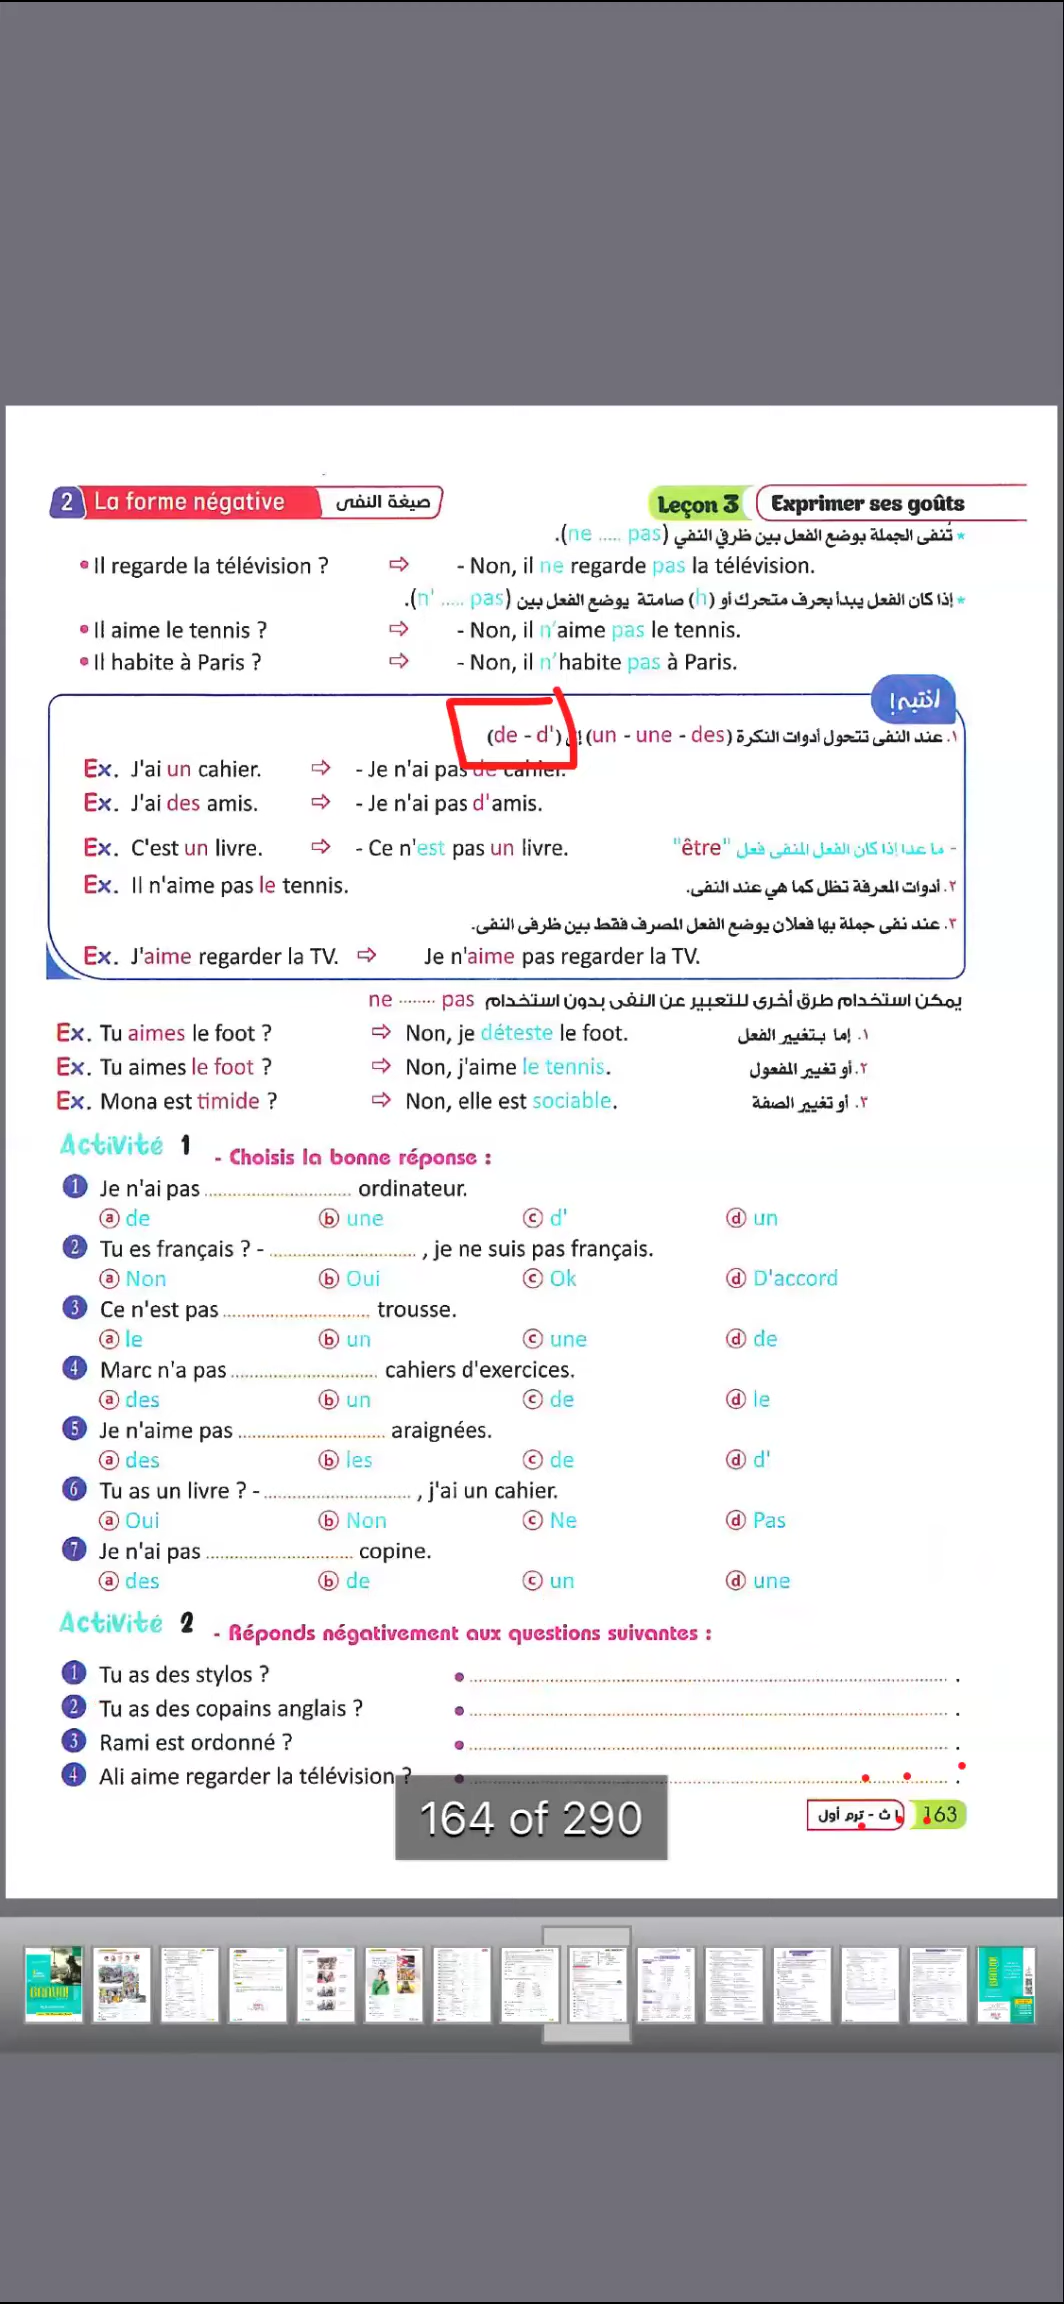 2 La forme négative صيغة النفى Leçon 3 Exprimer ses goûts
* تُنفى الجملة بوضع الفعل بين ظرفي النفي (ne ..... pas).
• Il regarde la télévision ? ⇨ - Non, il ne regarde pas la télévision.
* إذا كان الفعل يبدأ بحرف متحرك أو (h) صامتة يوضع الفعل بين (n' ..... pas).
• Il aime le tennis ? ⇨ - Non, il n'aime pas le tennis.
• Il habite à Paris ? ⇨ - Non, il n'habite pas à Paris.
انتبه!
١. عند النفى تتحول أدوات النكرة (un - une - des) إلى (de - d')
Ex. J'ai un cahier. ⇨ - Je n'ai pas de cahier.
Ex. J'ai des amis. ⇨ - Je n'ai pas d'amis.
Ex. C'est un livre. ⇨ - Ce n'est pas un livre. - ما عدا إذا كان الفعل المنفى فعل "être"
Ex. Il n'aime pas le tennis. ٢. أدوات المعرفة تظل كما هي عند النفى.
٣. عند نفى جملة بها فعلان يوضع الفعل المصرف فقط بين ظرفى النفى.
Ex. J'aime regarder la TV. ⇨ Je n'aime pas regarder la TV.
يمكن استخدام طرق أخرى للتعبير عن النفى بدون استخدام ne ........ pas
Ex. Tu aimes le foot ? ⇨ Non, je déteste le foot. ١. إما بتغيير الفعل
Ex. Tu aimes le foot ? ⇨ Non, j'aime le tennis. ٢. أو تغيير المفعول
Ex. Mona est timide ? ⇨ Non, elle est sociable. ٣. أو تغيير الصفة
Activité 1 - Choisis la bonne réponse :
1 Je n'ai pas ............................ ordinateur.
a de b une c d' d un
2 Tu es français ? - ............................ , je ne suis pas français.
a Non b Oui c Ok d D'accord
3 Ce n'est pas ............................ trousse.
a le b un c une d de
4 Marc n'a pas ............................ cahiers d'exercices.
a des b un c de d le
5 Je n'aime pas ............................ araignées.
a des b les c de d d'
6 Tu as un livre ? - ............................ , j'ai un cahier.
a Oui b Non c Ne d Pas
7 Je n'ai pas ............................ copine.
a des b de c un d une
Activité 2 - Réponds négativement aux questions suivantes :
1 Tu as des stylos ? • ............................ .
2 Tu as des copains anglais ? • ............................ .
3 Rami est ordonné ? • ............................ .
4 Ali aime regarder la télévision ? • ............................ .
164 of 290
١ ث - ترم أول 163